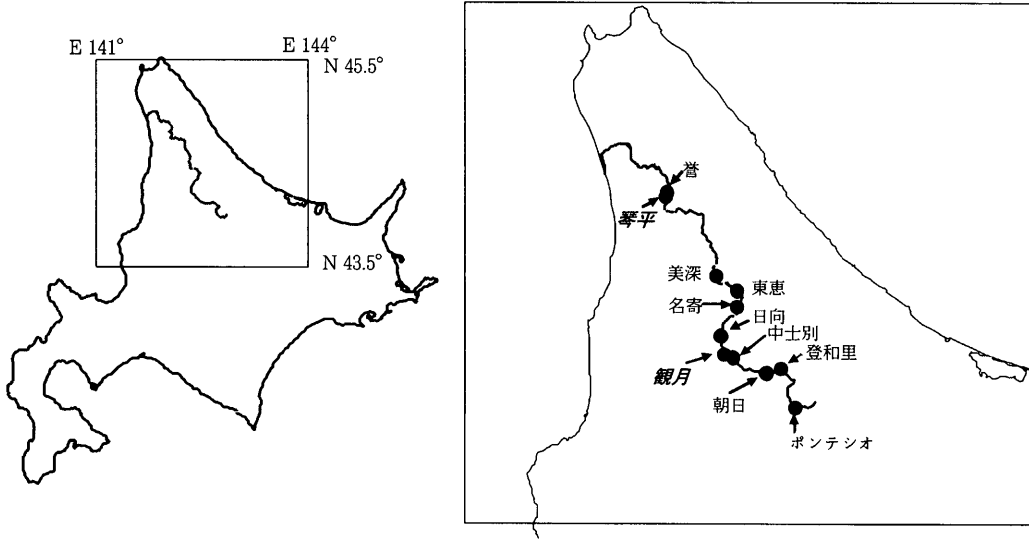 E 141°
E 144°
N 45.5°
N 43.5°
誉
琴平
美深
東恵
名寄
日向
中士別
登和里
観月
朝日
ポンテシオ